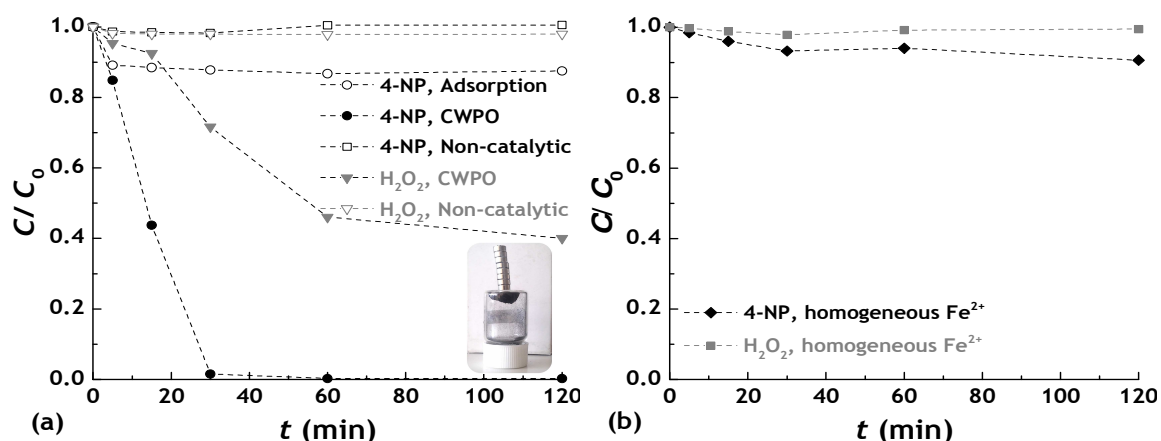 1.0
0.8
0.6
0.4
0.2
0.0
C/ C₀
4-NP, Adsorption
4-NP, CWPO
4-NP, Non-catalytic
H₂O₂, CWPO
H₂O₂, Non-catalytic
0 20 40 60 80 100 120
(a)
t (min)
1.0
0.8
0.6
0.4
0.2
0.0
C/ C₀
4-NP, homogeneous Fe²⁺
H₂O₂, homogeneous Fe²⁺
0 20 40 60 80 100 120
(b)
t (min)